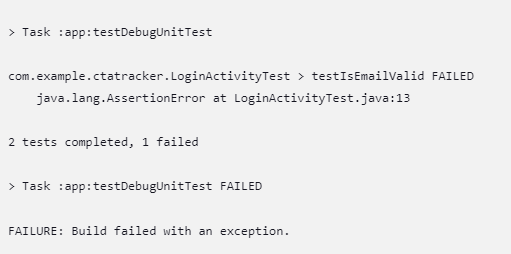 > Task :app:testDebugUnitTest
com.example.ctatracker.LoginActivityTest > testIsEmailValid FAILED
java.lang.AssertionError at LoginActivityTest.java:13
2 tests completed, 1 failed
> Task :app:testDebugUnitTest FAILED
FAILURE: Build failed with an exception.